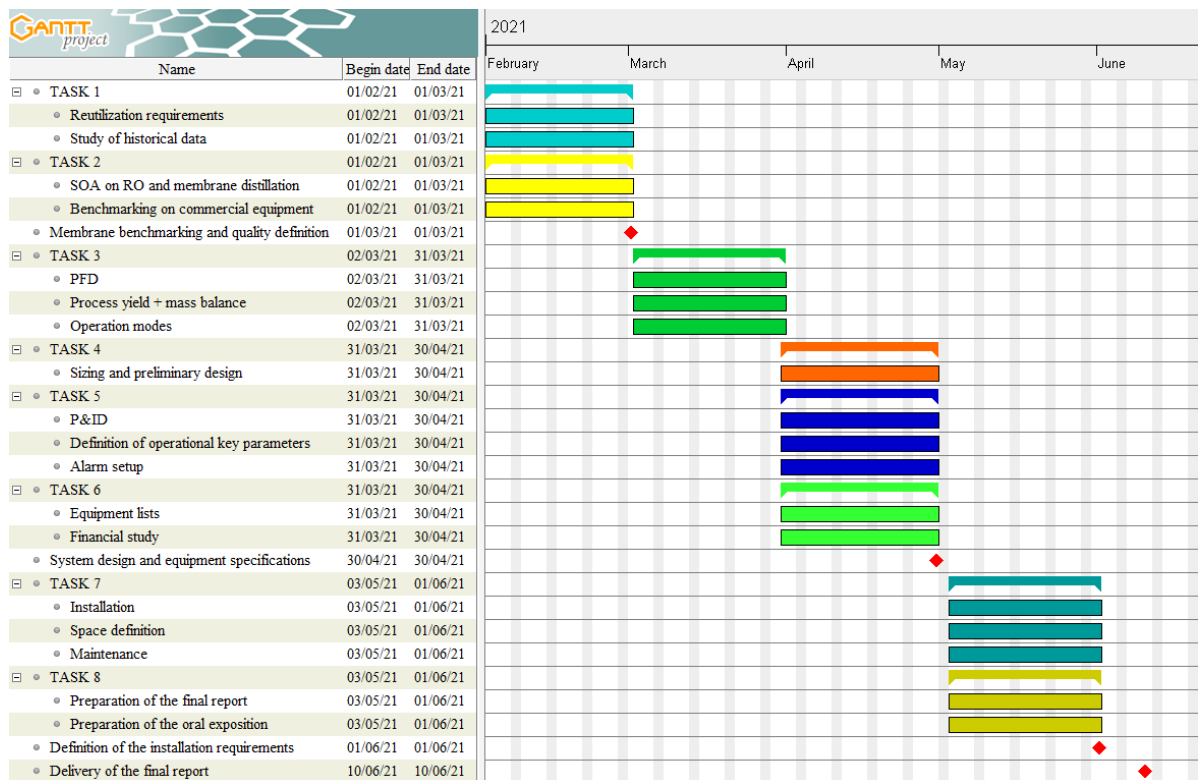 GANTT
project
2021
Name Begin date End date February March April May June
TASK 1 01/02/21 01/03/21
Reutilization requirements 01/02/21 01/03/21
Study of historical data 01/02/21 01/03/21
TASK 2 01/02/21 01/03/21
SOA on RO and membrane distillation 01/02/21 01/03/21
Benchmarking on commercial equipment 01/02/21 01/03/21
Membrane benchmarking and quality definition 01/03/21 01/03/21
TASK 3 02/03/21 31/03/21
PFD 02/03/21 31/03/21
Process yield + mass balance 02/03/21 31/03/21
Operation modes 02/03/21 31/03/21
TASK 4 31/03/21 30/04/21
Sizing and preliminary design 31/03/21 30/04/21
TASK 5 31/03/21 30/04/21
P&ID 31/03/21 30/04/21
Definition of operational key parameters 31/03/21 30/04/21
Alarm setup 31/03/21 30/04/21
TASK 6 31/03/21 30/04/21
Equipment lists 31/03/21 30/04/21
Financial study 31/03/21 30/04/21
System design and equipment specifications 30/04/21 30/04/21
TASK 7 03/05/21 01/06/21
Installation 03/05/21 01/06/21
Space definition 03/05/21 01/06/21
Maintenance 03/05/21 01/06/21
TASK 8 03/05/21 01/06/21
Preparation of the final report 03/05/21 01/06/21
Preparation of the oral exposition 03/05/21 01/06/21
Definition of the installation requirements 01/06/21 01/06/21
Delivery of the final report 10/06/21 10/06/21